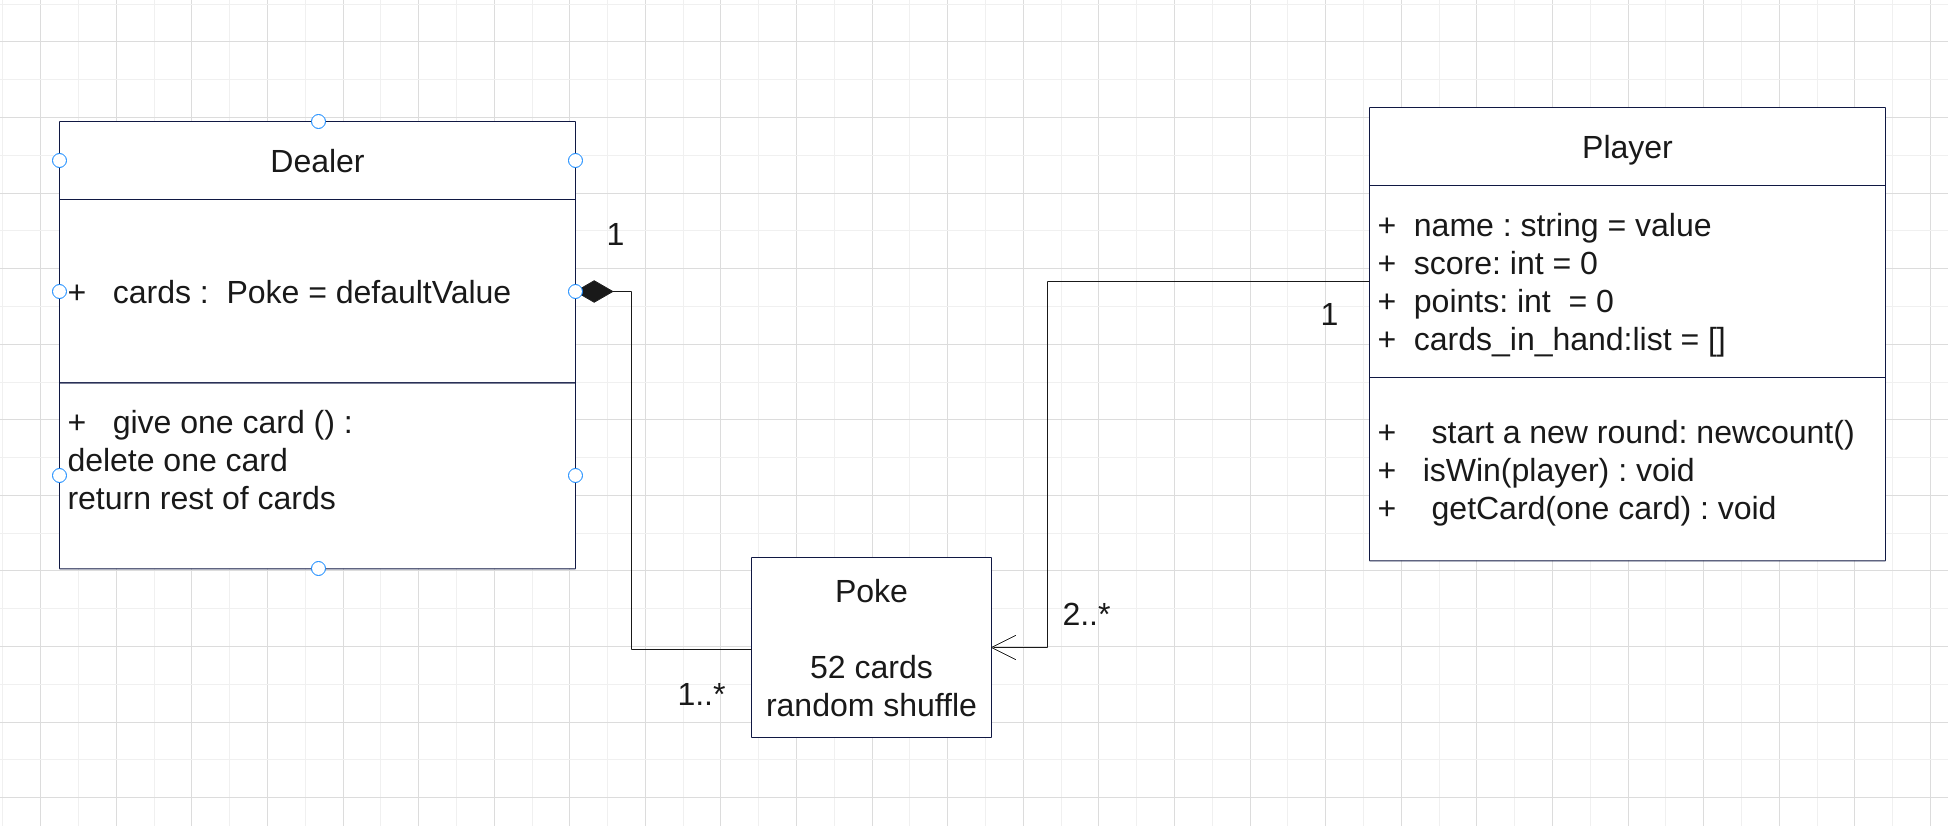 Dealer
+ cards : Poke = defaultValue
+ give one card () :
delete one card
return rest of cards
1
1..*
Poke
52 cards
random shuffle
2..*
1
Player
+ name : string = value
+ score: int = 0
+ points: int = 0
+ cards_in_hand:list = []
+ start a new round: newcount()
+ isWin(player) : void
+ getCard(one card) : void